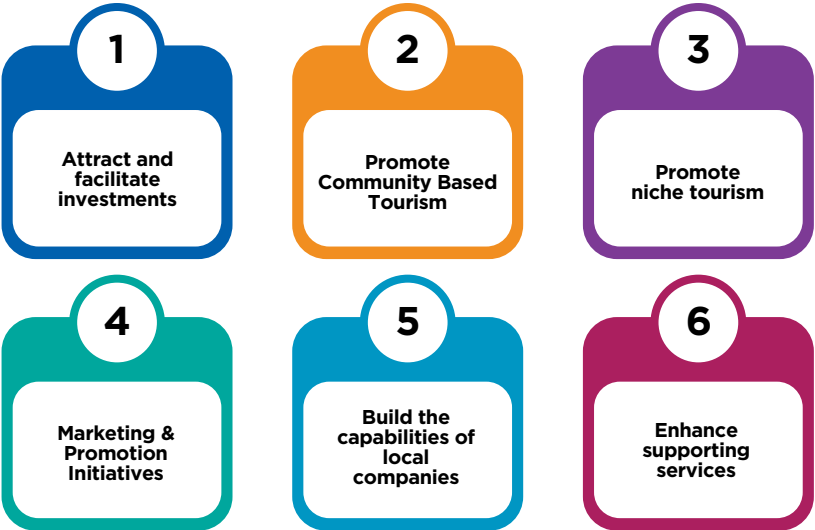 1
Attract and
facilitate
investments
2
Promote
Community Based
Tourism
3
Promote
niche tourism
4
Marketing &
Promotion
Initiatives
5
Build the
capabilities of
local
companies
6
Enhance
supporting
services